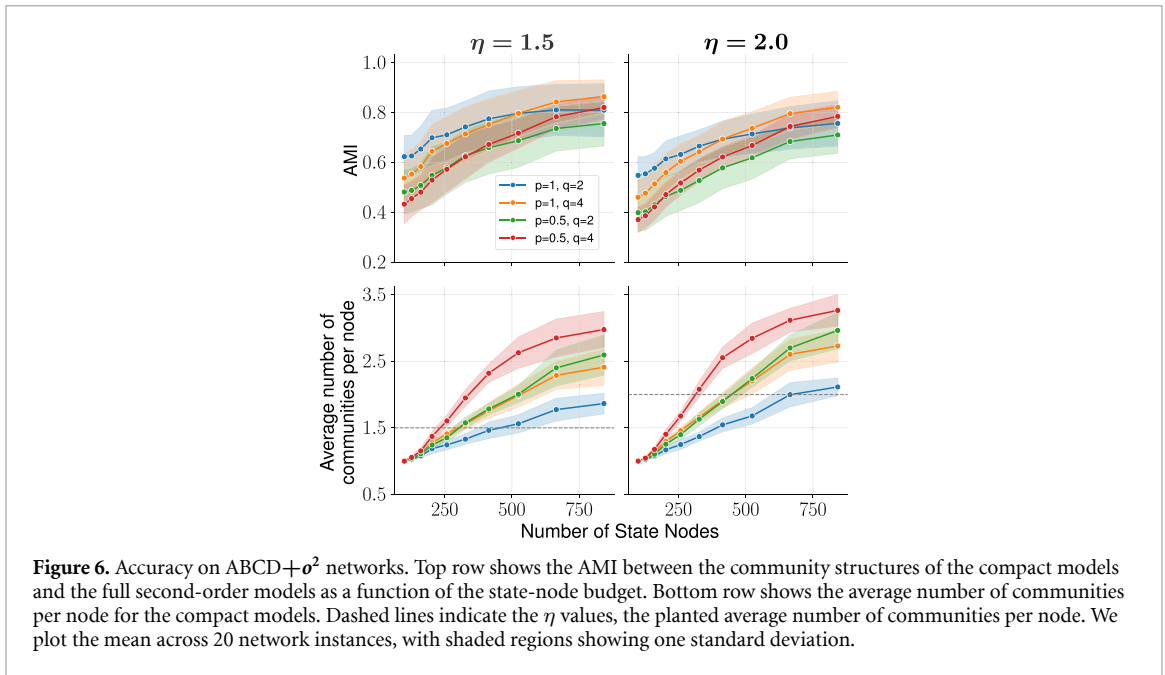 η = 1.5
η = 2.0
1.0
0.8
0.6
0.4
0.2
AMI
p=1, q=2
p=1, q=4
p=0.5, q=2
p=0.5, q=4
3.5
2.5
1.5
0.5
Average number of
communities per node
250 500 750
250 500 750
Number of State Nodes
Figure 6. Accuracy on ABCD+o² networks. Top row shows the AMI between the community structures of the compact models
and the full second-order models as a function of the state-node budget. Bottom row shows the average number of communities
per node for the compact models. Dashed lines indicate the η values, the planted average number of communities per node. We
plot the mean across 20 network instances, with shaded regions showing one standard deviation.